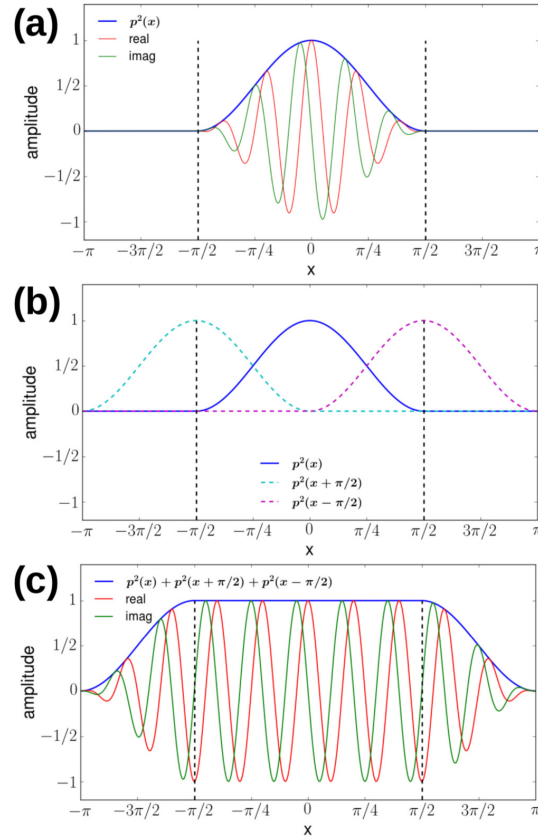 (a)
p²(x)
real
imag
amplitude
1
1/2
0
−1/2
−1
−π −3π/2 −π/2 −π/4 0 π/4 π/2 3π/2 π
x
(b)
amplitude
1
1/2
0
−1/2
−1
p²(x)
p²(x + π/2)
p²(x − π/2)
−π −3π/2 −π/2 −π/4 0 π/4 π/2 3π/2 π
x
(c)
p²(x) + p²(x + π/2) + p²(x − π/2)
real
imag
amplitude
1
1/2
0
−1/2
−1
−π −3π/2 −π/2 −π/4 0 π/4 π/2 3π/2 π
x